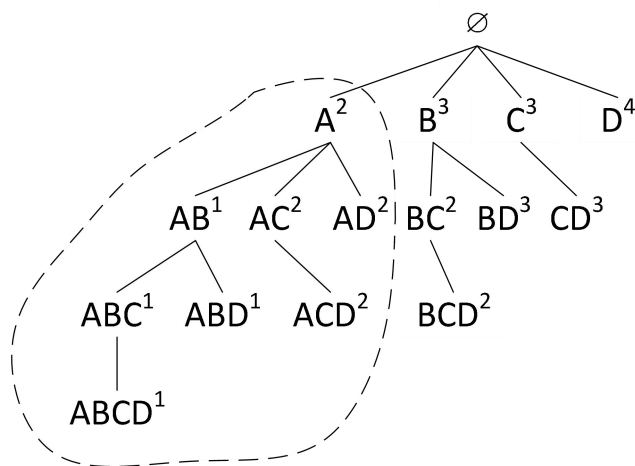 ∅
A² B³ C³ D⁴
AB¹ AC² AD² BC² BD³ CD³
ABC¹ ABD¹ ACD² BCD²
ABCD¹